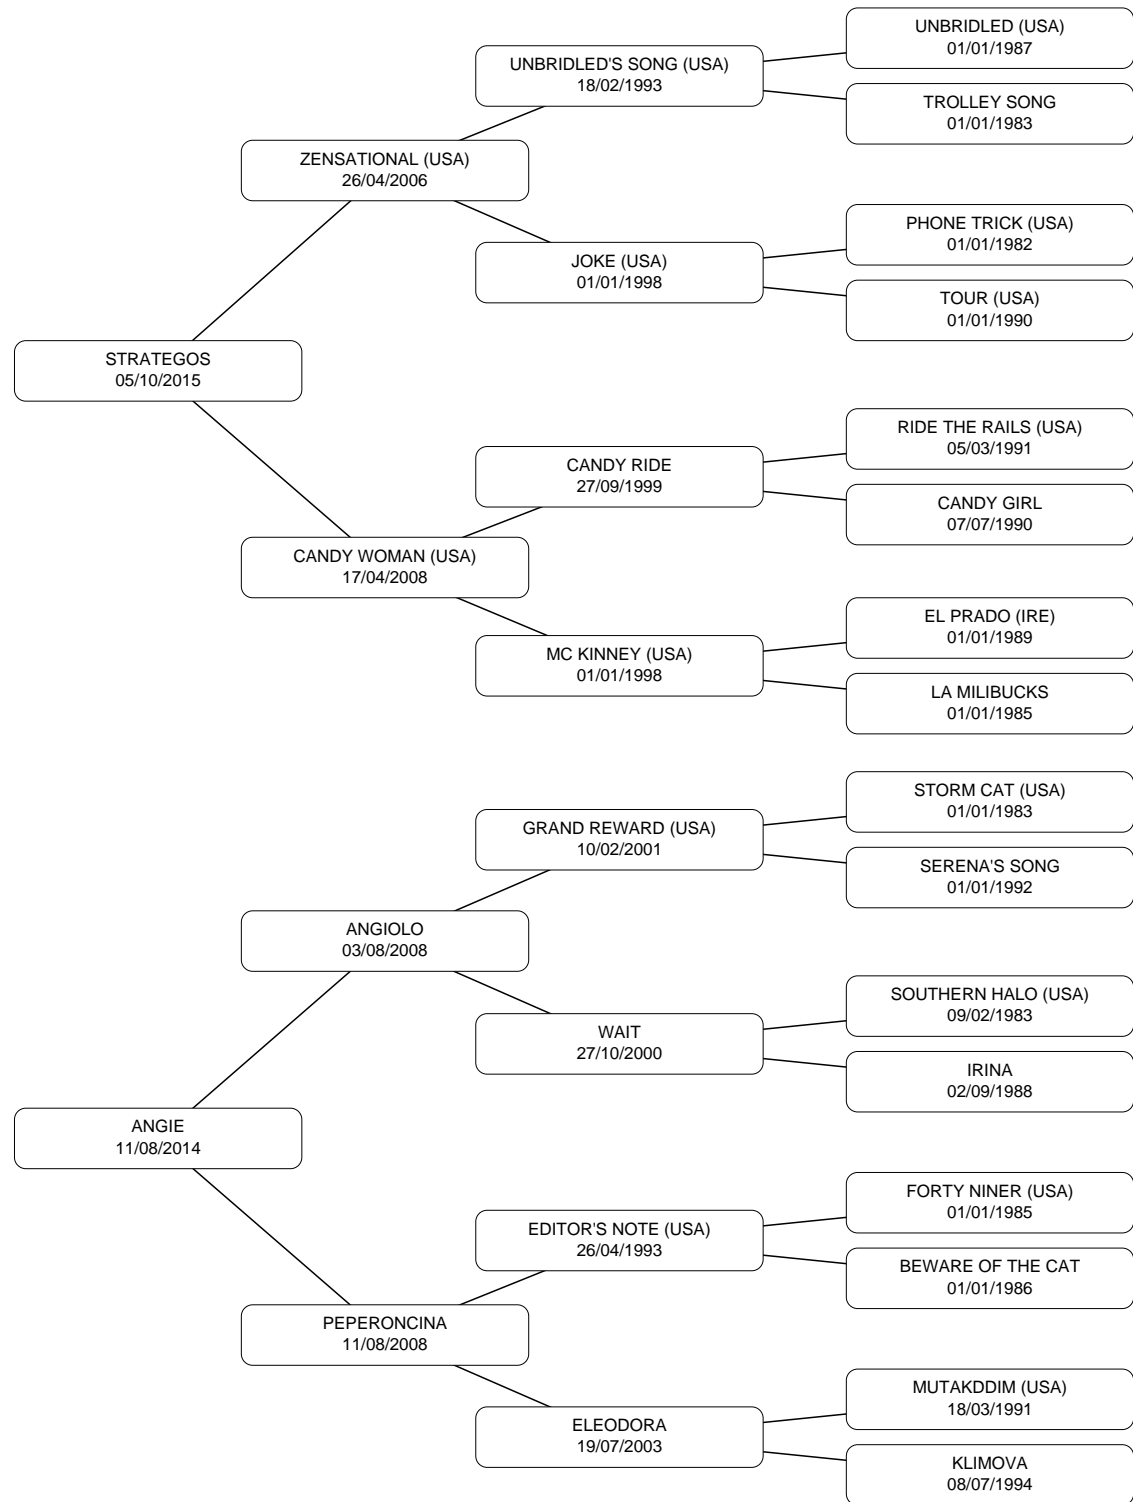 UNBRIDLED (USA)
01/01/1987
UNBRIDLED'S SONG (USA)
18/02/1993
TROLLEY SONG
01/01/1983
ZENSATIONAL (USA)
26/04/2006
PHONE TRICK (USA)
01/01/1982
JOKE (USA)
01/01/1998
TOUR (USA)
01/01/1990
STRATEGOS
05/10/2015
RIDE THE RAILS (USA)
05/03/1991
CANDY RIDE
27/09/1999
CANDY GIRL
07/07/1990
CANDY WOMAN (USA)
17/04/2008
EL PRADO (IRE)
01/01/1989
MC KINNEY (USA)
01/01/1998
LA MILIBUCKS
01/01/1985
STORM CAT (USA)
01/01/1983
GRAND REWARD (USA)
10/02/2001
SERENA'S SONG
01/01/1992
ANGIOLO
03/08/2008
SOUTHERN HALO (USA)
09/02/1983
WAIT
27/10/2000
IRINA
02/09/1988
ANGIE
11/08/2014
FORTY NINER (USA)
01/01/1985
EDITOR'S NOTE (USA)
26/04/1993
BEWARE OF THE CAT
01/01/1986
PEPERONCINA
11/08/2008
MUTAKDDIM (USA)
18/03/1991
ELEODORA
19/07/2003
KLIMOVA
08/07/1994